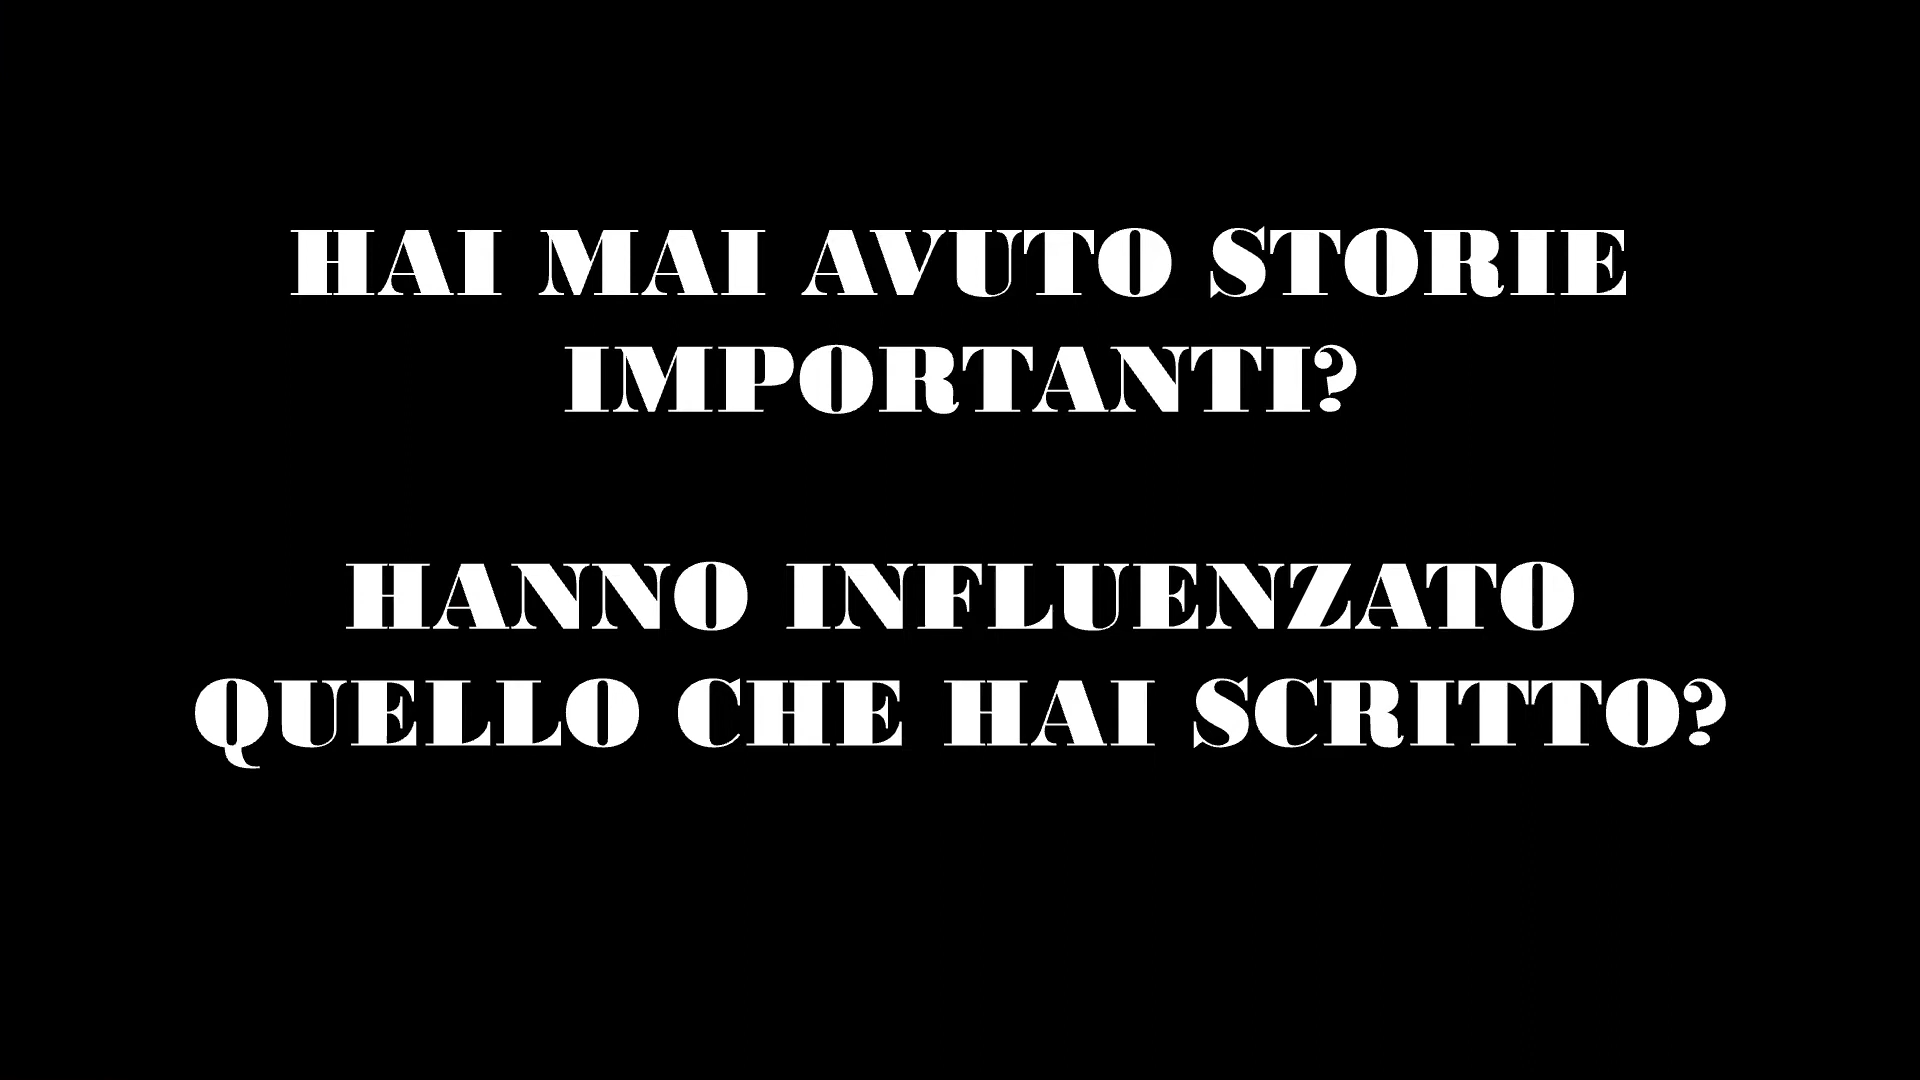 HAI MAI AVUTO STORIE
IMPORTANTI?
HANNO INFLUENZATO
QUELLO CHE HAI SCRITTO?